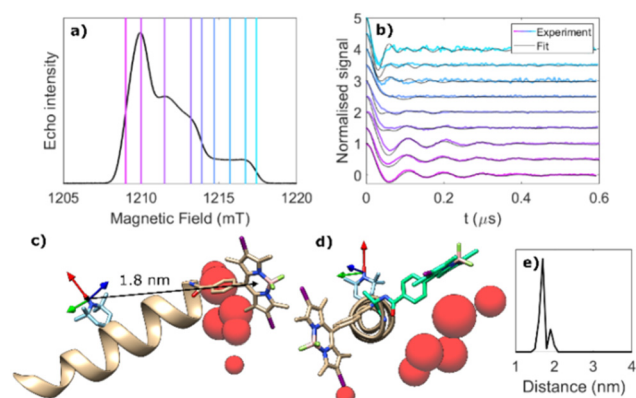 a)
Echo intensity
1205
1210
1215
1220
Magnetic Field (mT)
b)
Experiment
Fit
Normalised signal
5
4
3
2
1
0
0
0.2
0.4
0.6
t (μs)
c)
1.8 nm
d)
e)
1
2
3
4
Distance (nm)